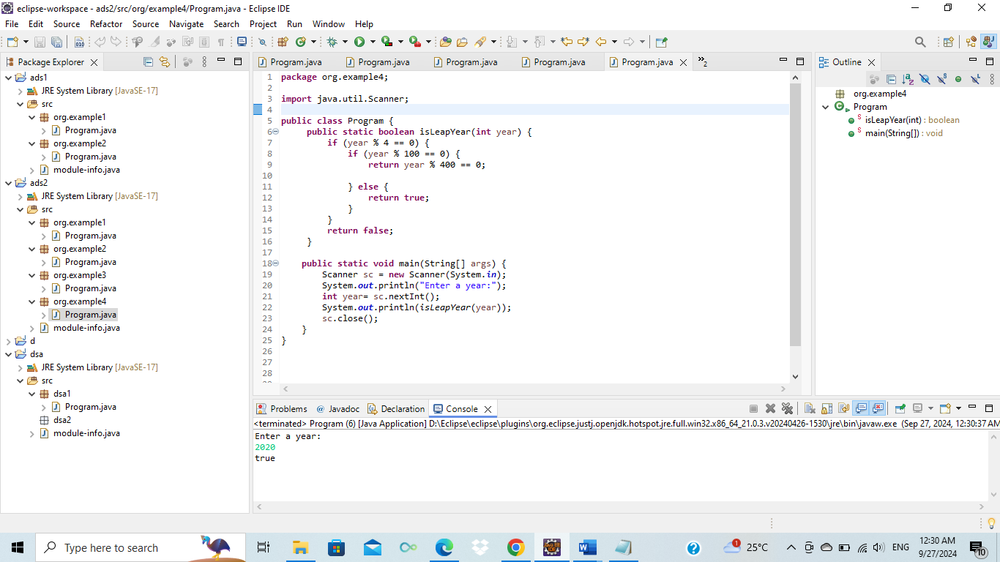 eclipse-workspace - ads2/src/org/example4/Program.java - Eclipse IDE
File Edit Source Refactor Source Navigate Search Project Run Window Help
Package Explorer
ads1
JRE System Library [JavaSE-17]
src
org.example1
Program.java
org.example2
Program.java
module-info.java
ads2
JRE System Library [JavaSE-17]
src
org.example1
Program.java
org.example2
Program.java
org.example3
Program.java
org.example4
Program.java
module-info.java
d
dsa
JRE System Library [JavaSE-17]
src
dsa1
Program.java
dsa2
module-info.java
Program.java Program.java Program.java Program.java Program.java »2
1 package org.example4;
2
3 import java.util.Scanner;
4
5 public class Program {
6 public static boolean isLeapYear(int year) {
7 if (year % 4 == 0) {
8 if (year % 100 == 0) {
9 return year % 400 == 0;
10
11 } else {
12 return true;
13 }
14 }
15 return false;
16 }
17
18 public static void main(String[] args) {
19 Scanner sc = new Scanner(System.in);
20 System.out.println("Enter a year:");
21 int year= sc.nextInt();
22 System.out.println(isLeapYear(year));
23 sc.close();
24 }
25 }
26
27
28
Outline
org.example4
Program
isLeapYear(int) : boolean
main(String[]) : void
Problems @ Javadoc Declaration Console
<terminated> Program (6) [Java Application] D:\Eclipse\eclipse\plugins\org.eclipse.justj.openjdk.hotspot.jre.full.win32.x86_64_21.0.3.v20240426-1530\jre\bin\javaw.exe (Sep 27, 2024, 12:30:37 AM
Enter a year:
2020
true
Type here to search
25°C
ENG
12:30 AM
9/27/2024
10